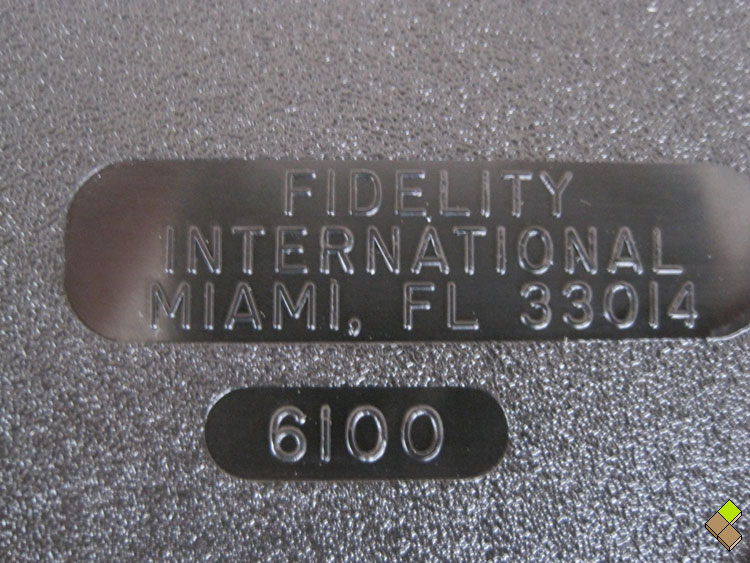 FIDELITY
INTERNATIONAL
MIAMI, FL 33014
6100